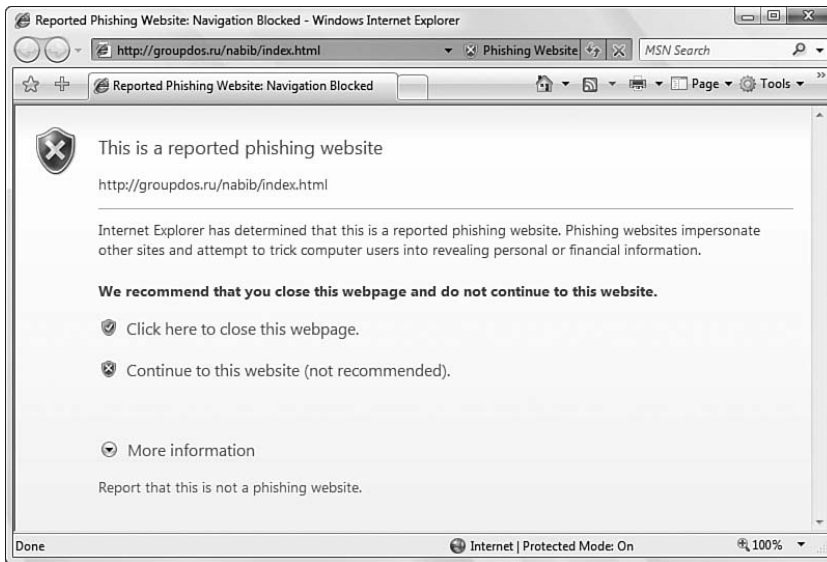 Reported Phishing Website: Navigation Blocked - Windows Internet Explorer
http://groupdos.ru/nabib/index.html
Phishing Website
MSN Search
Reported Phishing Website: Navigation Blocked
Page
Tools
This is a reported phishing website
http://groupdos.ru/nabib/index.html
Internet Explorer has determined that this is a reported phishing website. Phishing websites impersonate
other sites and attempt to trick computer users into revealing personal or financial information.
We recommend that you close this webpage and do not continue to this website.
Click here to close this webpage.
Continue to this website (not recommended).
More information
Report that this is not a phishing website.
Done
Internet | Protected Mode: On
100%